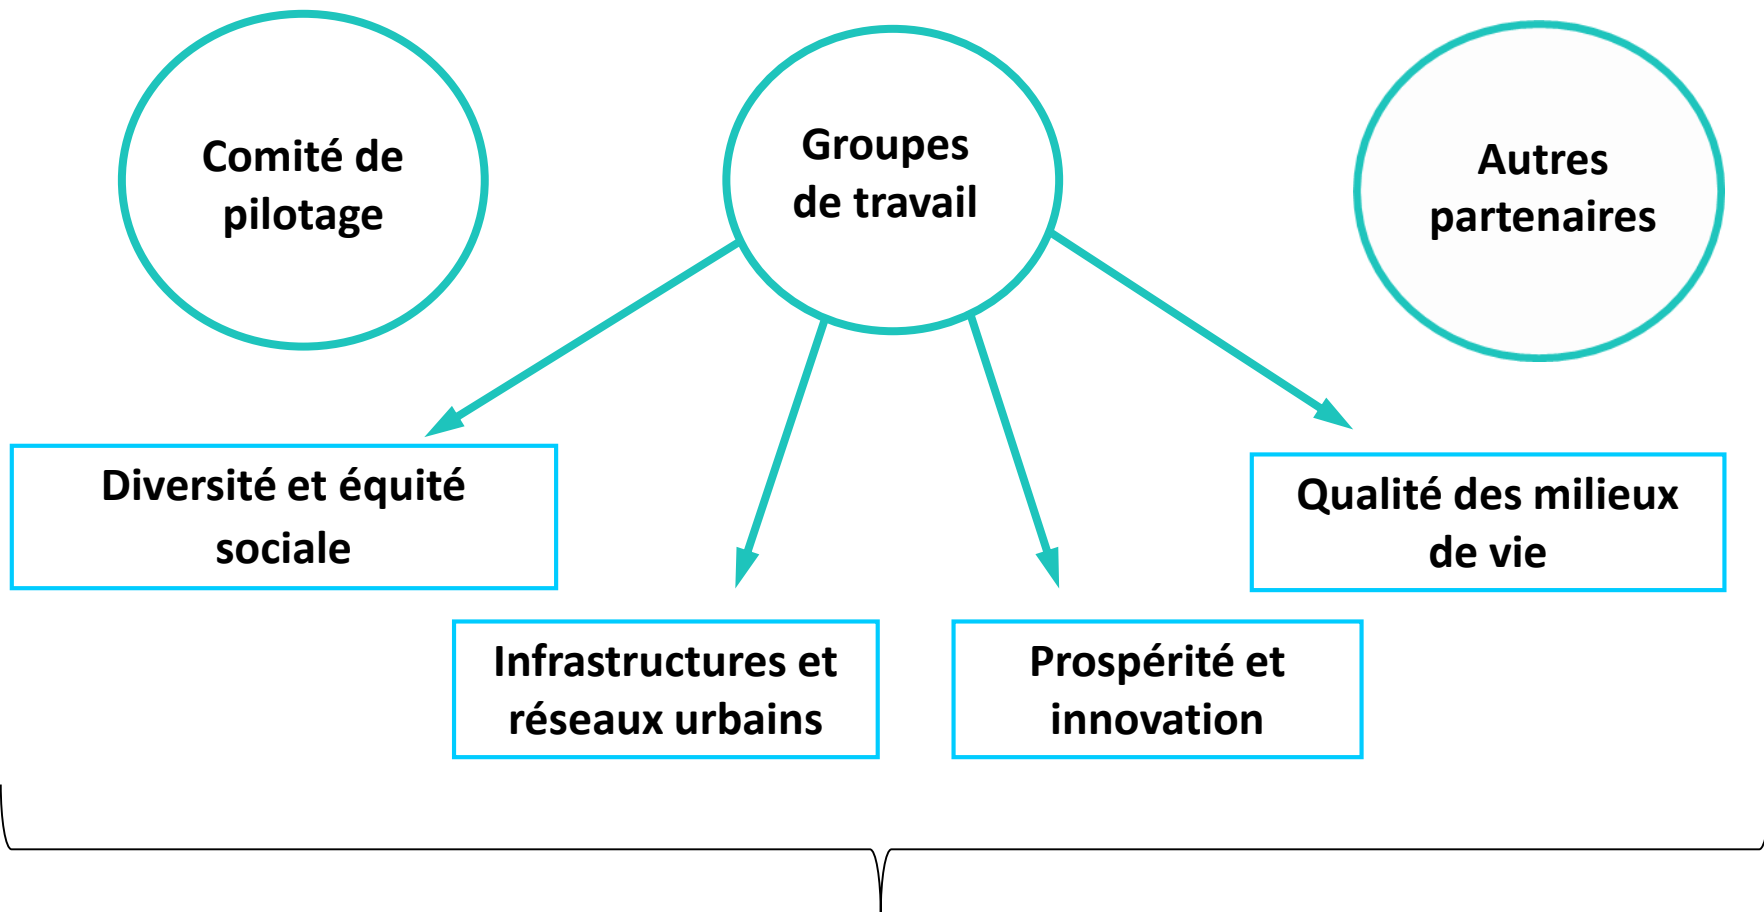 Comité de
pilotage
Groupes
de travail
Autres
partenaires
Diversité et équité
sociale
Infrastructures et
réseaux urbains
Prospérité et
innovation
Qualité des milieux
de vie